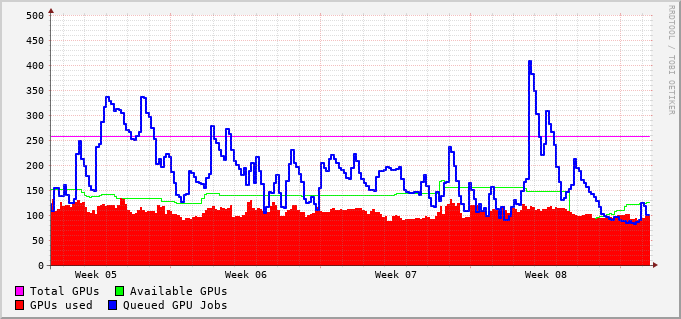 500
450
400
350
300
250
200
150
100
50
0
Week 05 Week 06 Week 07 Week 08
Total GPUs Available GPUs
GPUs used Queued GPU Jobs
RRDTOOL / TOBI OETIKER